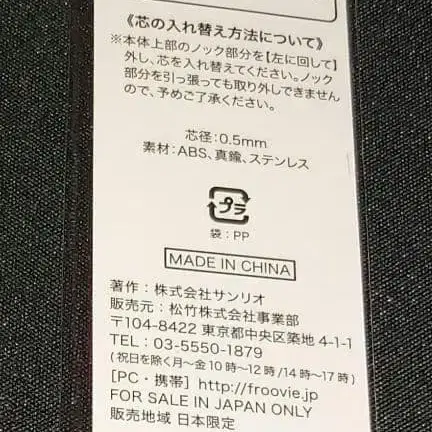 《芯の入れ替え方法について》
※本体上部のノック部分を【左に回して】
外し、芯を入れ替えてください。ノック
部分を引っ張っても取り外しできません
ので、予めご了承ください。
芯径:0.5mm
素材:ABS、真鍮、ステンレス
プラ
袋:PP
MADE IN CHINA
著作:株式会社サンリオ
販売元:松竹株式会社事業部
〒104-8422 東京都中央区築地 4-1-1
TEL:03-5550-1879
(祝日を除く月~金 10時~12時/14時~17時)
[PC・携帯] http://froovie.jp
FOR SALE IN JAPAN ONLY
販売地域 日本限定